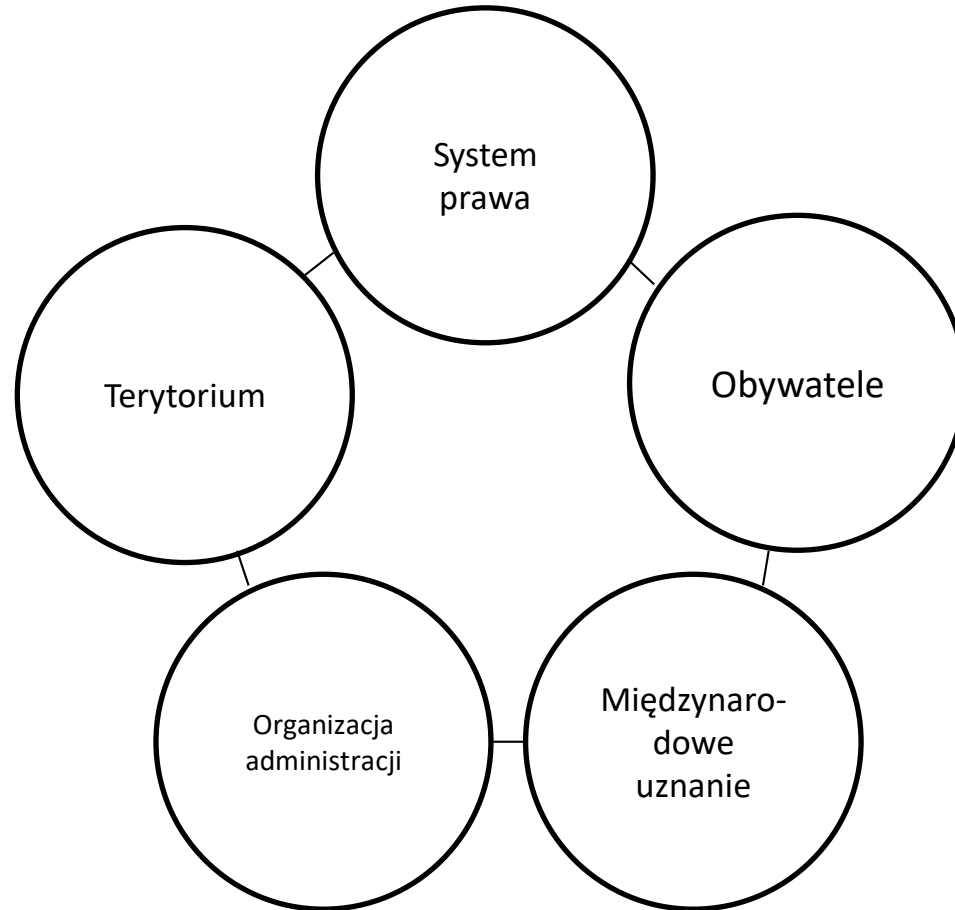 System
prawa
Terytorium
Obywatele
Organizacja
administracji
Międzynaro-
dowe
uznanie